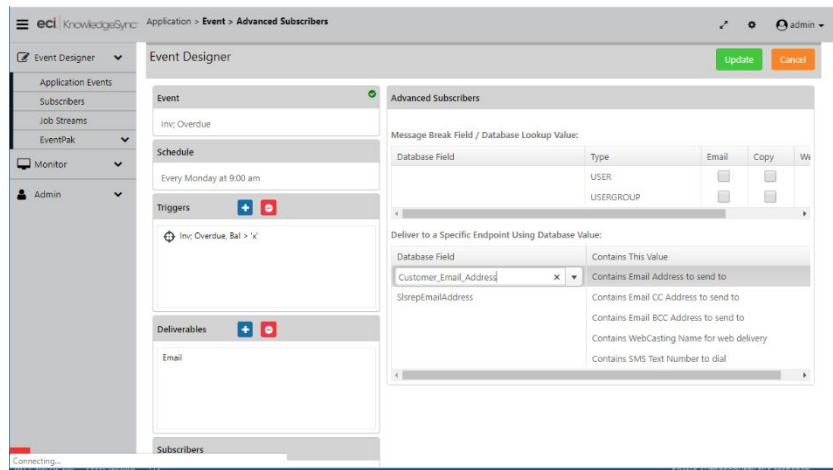 eci KnowledgeSync Application > Event > Advanced Subscribers admin
Event Designer
Application Events
Subscribers
Job Streams
EventPak
Monitor
Admin
Event Designer
Update Cancel
Event
Inv; Overdue
Schedule
Every Monday at 9:00 am
Triggers
Inv; Overdue, Bal > 'x'
Deliverables
Email
Subscribers
Advanced Subscribers
Message Break Field / Database Lookup Value:
Database Field Type Email Copy We
USER
USERGROUP
Deliver to a Specific Endpoint Using Database Value:
Database Field Contains This Value
Customer_Email_Address Contains Email Address to send to
SlsrepEmailAddress Contains Email CC Address to send to
Contains Email BCC Address to send to
Contains WebCasting Name for web delivery
Contains SMS Text Number to dial
Connecting...